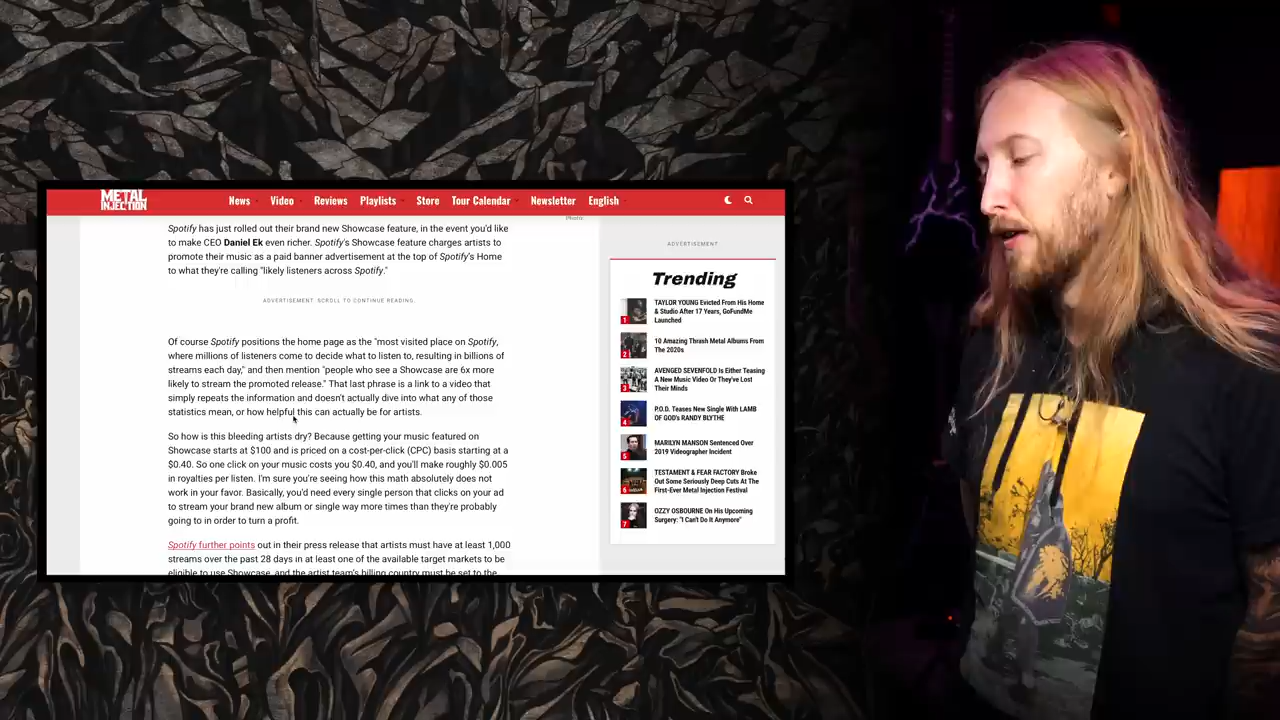 METAL
INJECTION
News
Video
Reviews
Playlists
Store
Tour Calendar
Newsletter
English
Photo:
Spotify has just rolled out their brand new Showcase feature, in the event you'd like
to make CEO Daniel Ek even richer. Spotify's Showcase feature charges artists to
promote their music as a paid banner advertisement at the top of Spotify's Home
to what they're calling "likely listeners across Spotify."
ADVERTISEMENT. SCROLL TO CONTINUE READING.
Of course Spotify positions the home page as the "most visited place on Spotify,
where millions of listeners come to decide what to listen to, resulting in billions of
streams each day," and then mention "people who see a Showcase are 6x more
likely to stream the promoted release." That last phrase is a link to a video that
simply repeats the information and doesn't actually dive into what any of those
statistics mean, or how helpful this can actually be for artists.
So how is this bleeding artists dry? Because getting your music featured on
Showcase starts at $100 and is priced on a cost-per-click (CPC) basis starting at a
$0.40. So one click on your music costs you $0.40, and you'll make roughly $0.005
in royalties per listen. I'm sure you're seeing how this math absolutely does not
work in your favor. Basically, you'd need every single person that clicks on your ad
to stream your brand new album or single way more times than they're probably
going to in order to turn a profit.
Spotify further points out in their press release that artists must have at least 1,000
streams over the past 28 days in at least one of the available target markets to be
eligible to use Showcase, and the artist team's billing country must be set to the
ADVERTISEMENT
Trending
1
TAYLOR YOUNG Evicted From His Home
& Studio After 17 Years, GoFundMe
Launched
2
10 Amazing Thrash Metal Albums From
The 2020s
3
AVENGED SEVENFOLD Is Either Teasing
A New Music Video Or They've Lost
Their Minds
4
P.O.D. Teases New Single With LAMB
OF GOD's RANDY BLYTHE
5
MARILYN MANSON Sentenced Over
2019 Videographer Incident
6
TESTAMENT & FEAR FACTORY Broke
Out Some Seriously Deep Cuts At The
First-Ever Metal Injection Festival
7
OZZY OSBOURNE On His Upcoming
Surgery: "I Can't Do It Anymore"